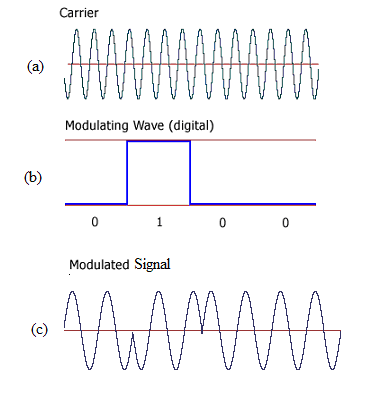 Carrier
(a)
Modulating Wave (digital)
(b)
0 1 0 0
Modulated Signal
(c)